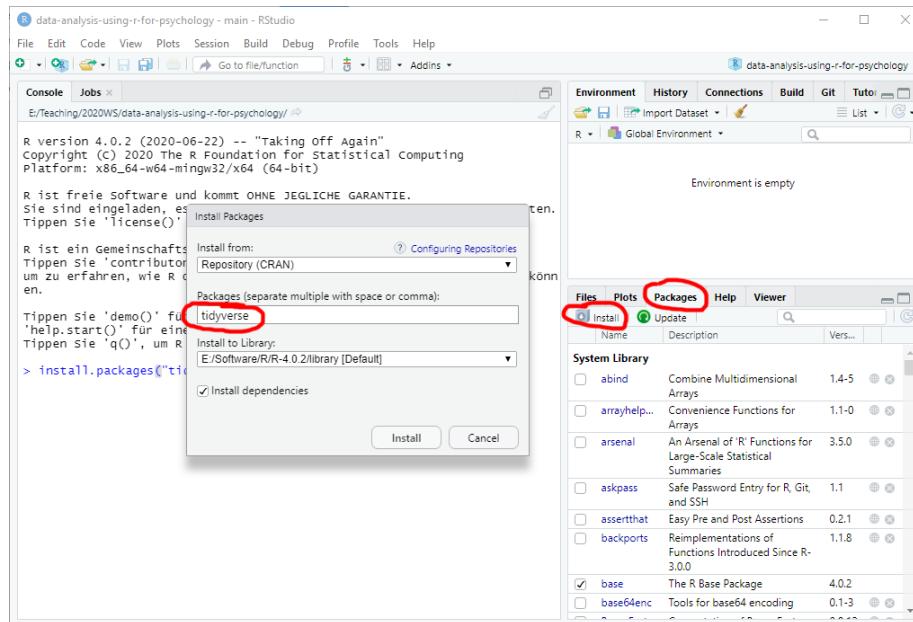 data-analysis-using-r-for-psychology - main - RStudio
File Edit Code View Plots Session Build Debug Profile Tools Help
Go to file/function Addins data-analysis-using-r-for-psychology
Console Jobs
E:/Teaching/2020WS/data-analysis-using-r-for-psychology/
R version 4.0.2 (2020-06-22) -- "Taking Off Again"
Copyright (C) 2020 The R Foundation for Statistical Computing
Platform: x86_64-w64-mingw32/x64 (64-bit)
R ist freie Software und kommt OHNE JEGLICHE GARANTIE.
Sie sind eingeladen, es ten.
Tippen Sie 'license()'
R ist ein Gemeinschafts
Tippen Sie 'contributor
um zu erfahren, wie R könn
en.
Tippen Sie 'demo()' fü
'help.start()' für eine
Tippen Sie 'q()', um R
> install.packages("tid
Install Packages
Install from: Configuring Repositories
Repository (CRAN)
Packages (separate multiple with space or comma):
tidyverse
Install to Library:
E:/Software/R/R-4.0.2/library [Default]
Install dependencies
Install Cancel
Environment History Connections Build Git Tutor
Import Dataset List
R Global Environment
Environment is empty
Files Plots Packages Help Viewer
Install Update
Name Description Vers...
System Library
abind Combine Multidimensional Arrays 1.4-5
arrayhelp... Convenience Functions for Arrays 1.1-0
arsenal An Arsenal of 'R' Functions for Large-Scale Statistical Summaries 3.5.0
askpass Safe Password Entry for R, Git, and SSH 1.1
assertthat Easy Pre and Post Assertions 0.2.1
backports Reimplementations of Functions Introduced Since R-3.0.0 1.1.8
base The R Base Package 4.0.2
base64enc Tools for base64 encoding 0.1-3